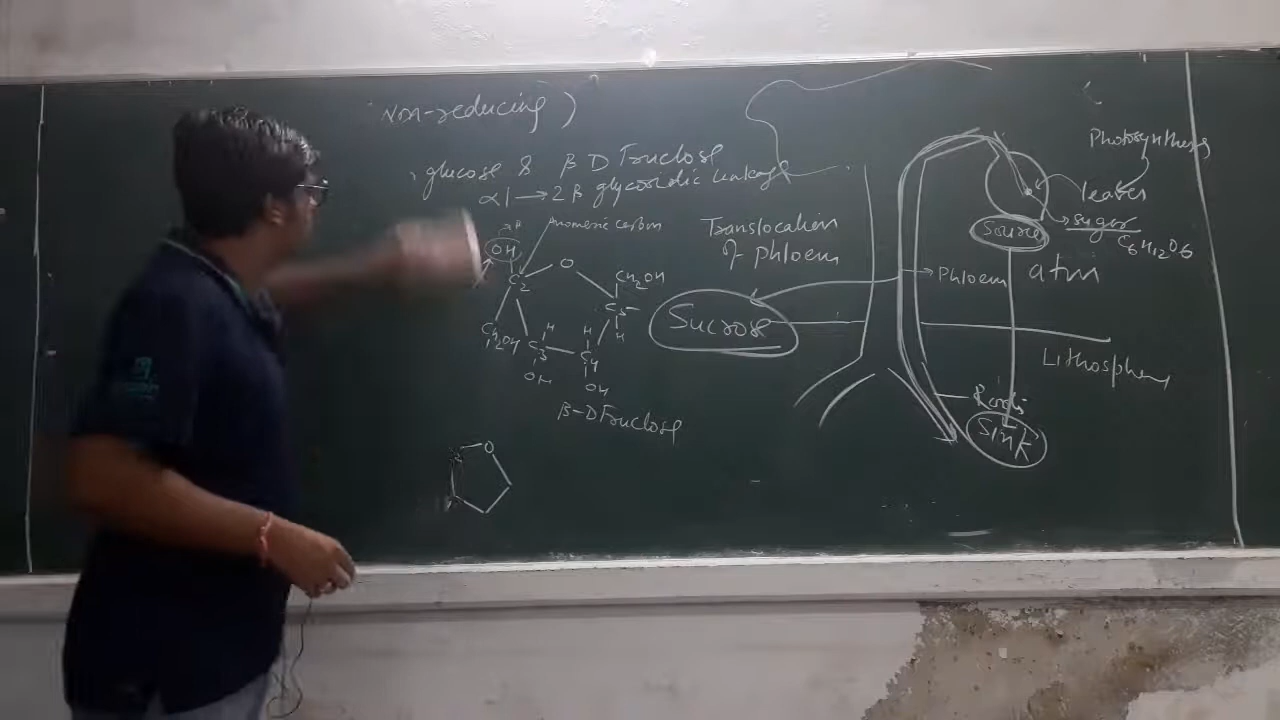 Non-reducing )
, glucose & β D Fructose
α1 → 2 β glycosidic leakage
OH
Anomeric carbon
C2
O
CH2OH
C5
H
CH2OH
H
C3
OH
H
C4
OH
β-D Fructose
O
Translocation
of phloem
Sucrose
Photosynthesis
leaves
sugar
C6H12O6
Source
atm
Phloem
Lithosphere
Roots
Sink